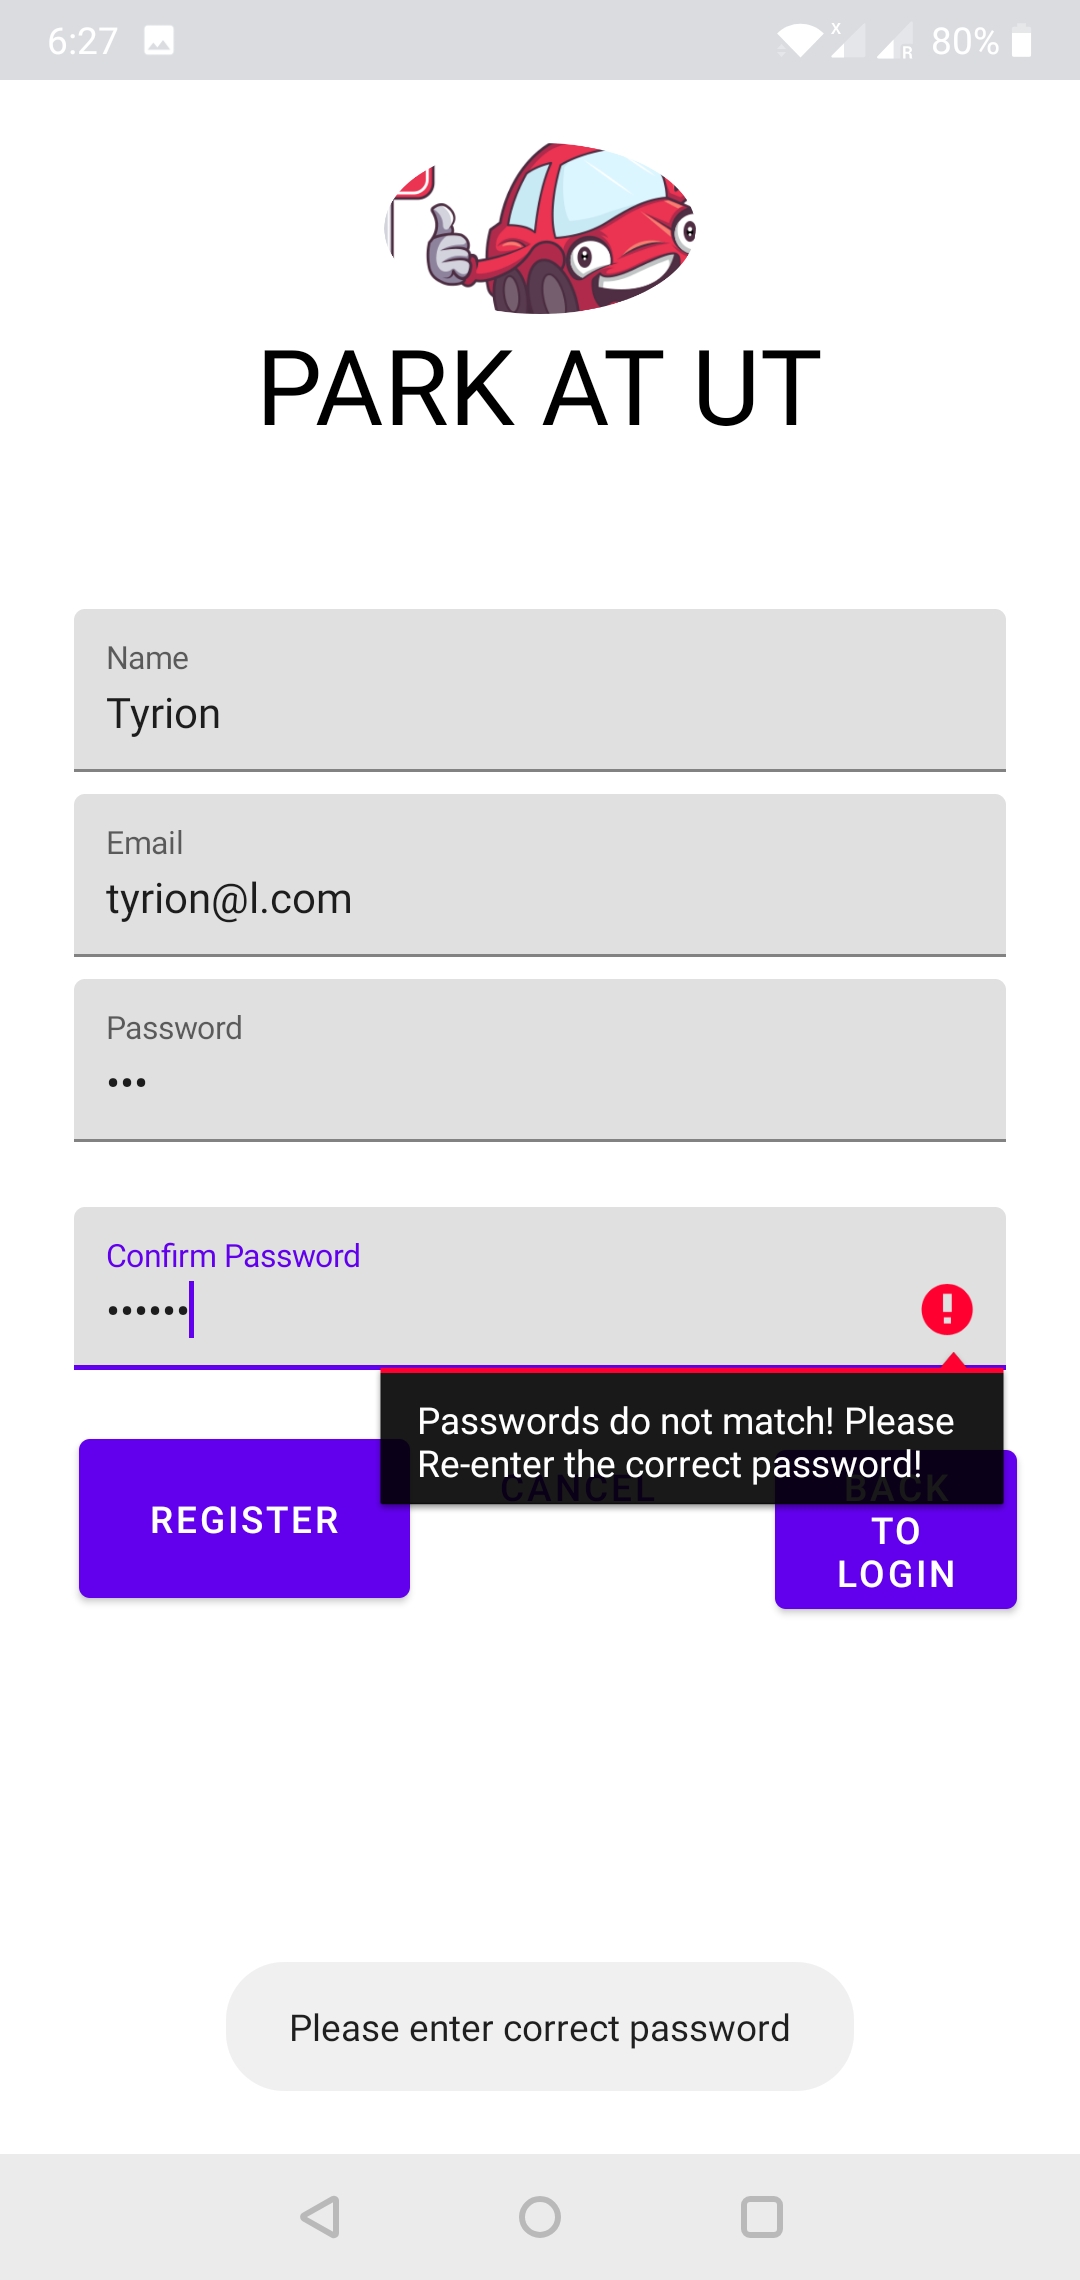 6:27
80%
PARK AT UT
Name
Tyrion
Email
tyrion@l.com
Password
•••
Confirm Password
••••••
Passwords do not match! Please
Re-enter the correct password!
REGISTER
CANCEL
BACK
TO
LOGIN
Please enter correct password